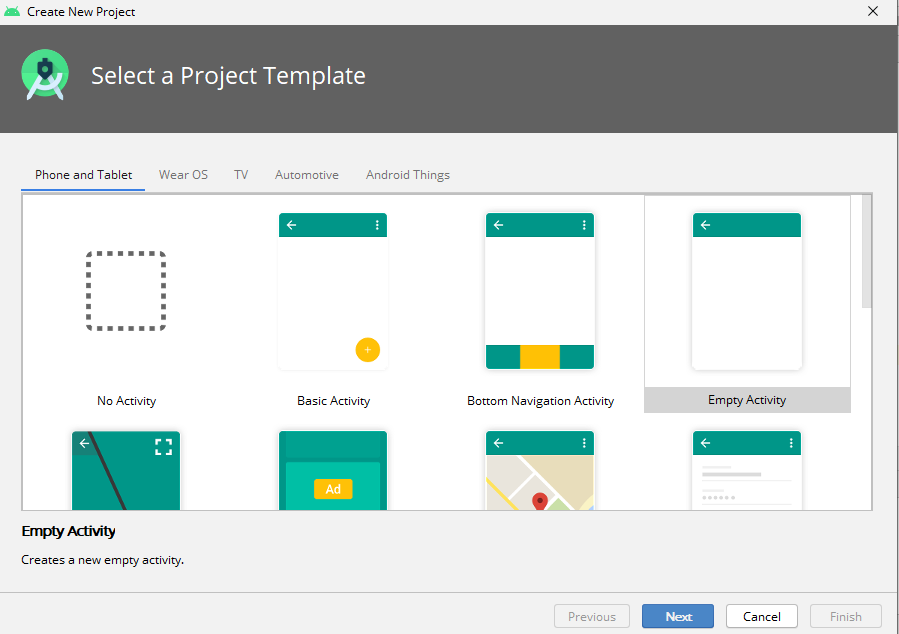 Create New Project
Select a Project Template
Phone and Tablet Wear OS TV Automotive Android Things
No Activity Basic Activity Bottom Navigation Activity Empty Activity
Ad
Empty Activity
Creates a new empty activity.
Previous Next Cancel Finish